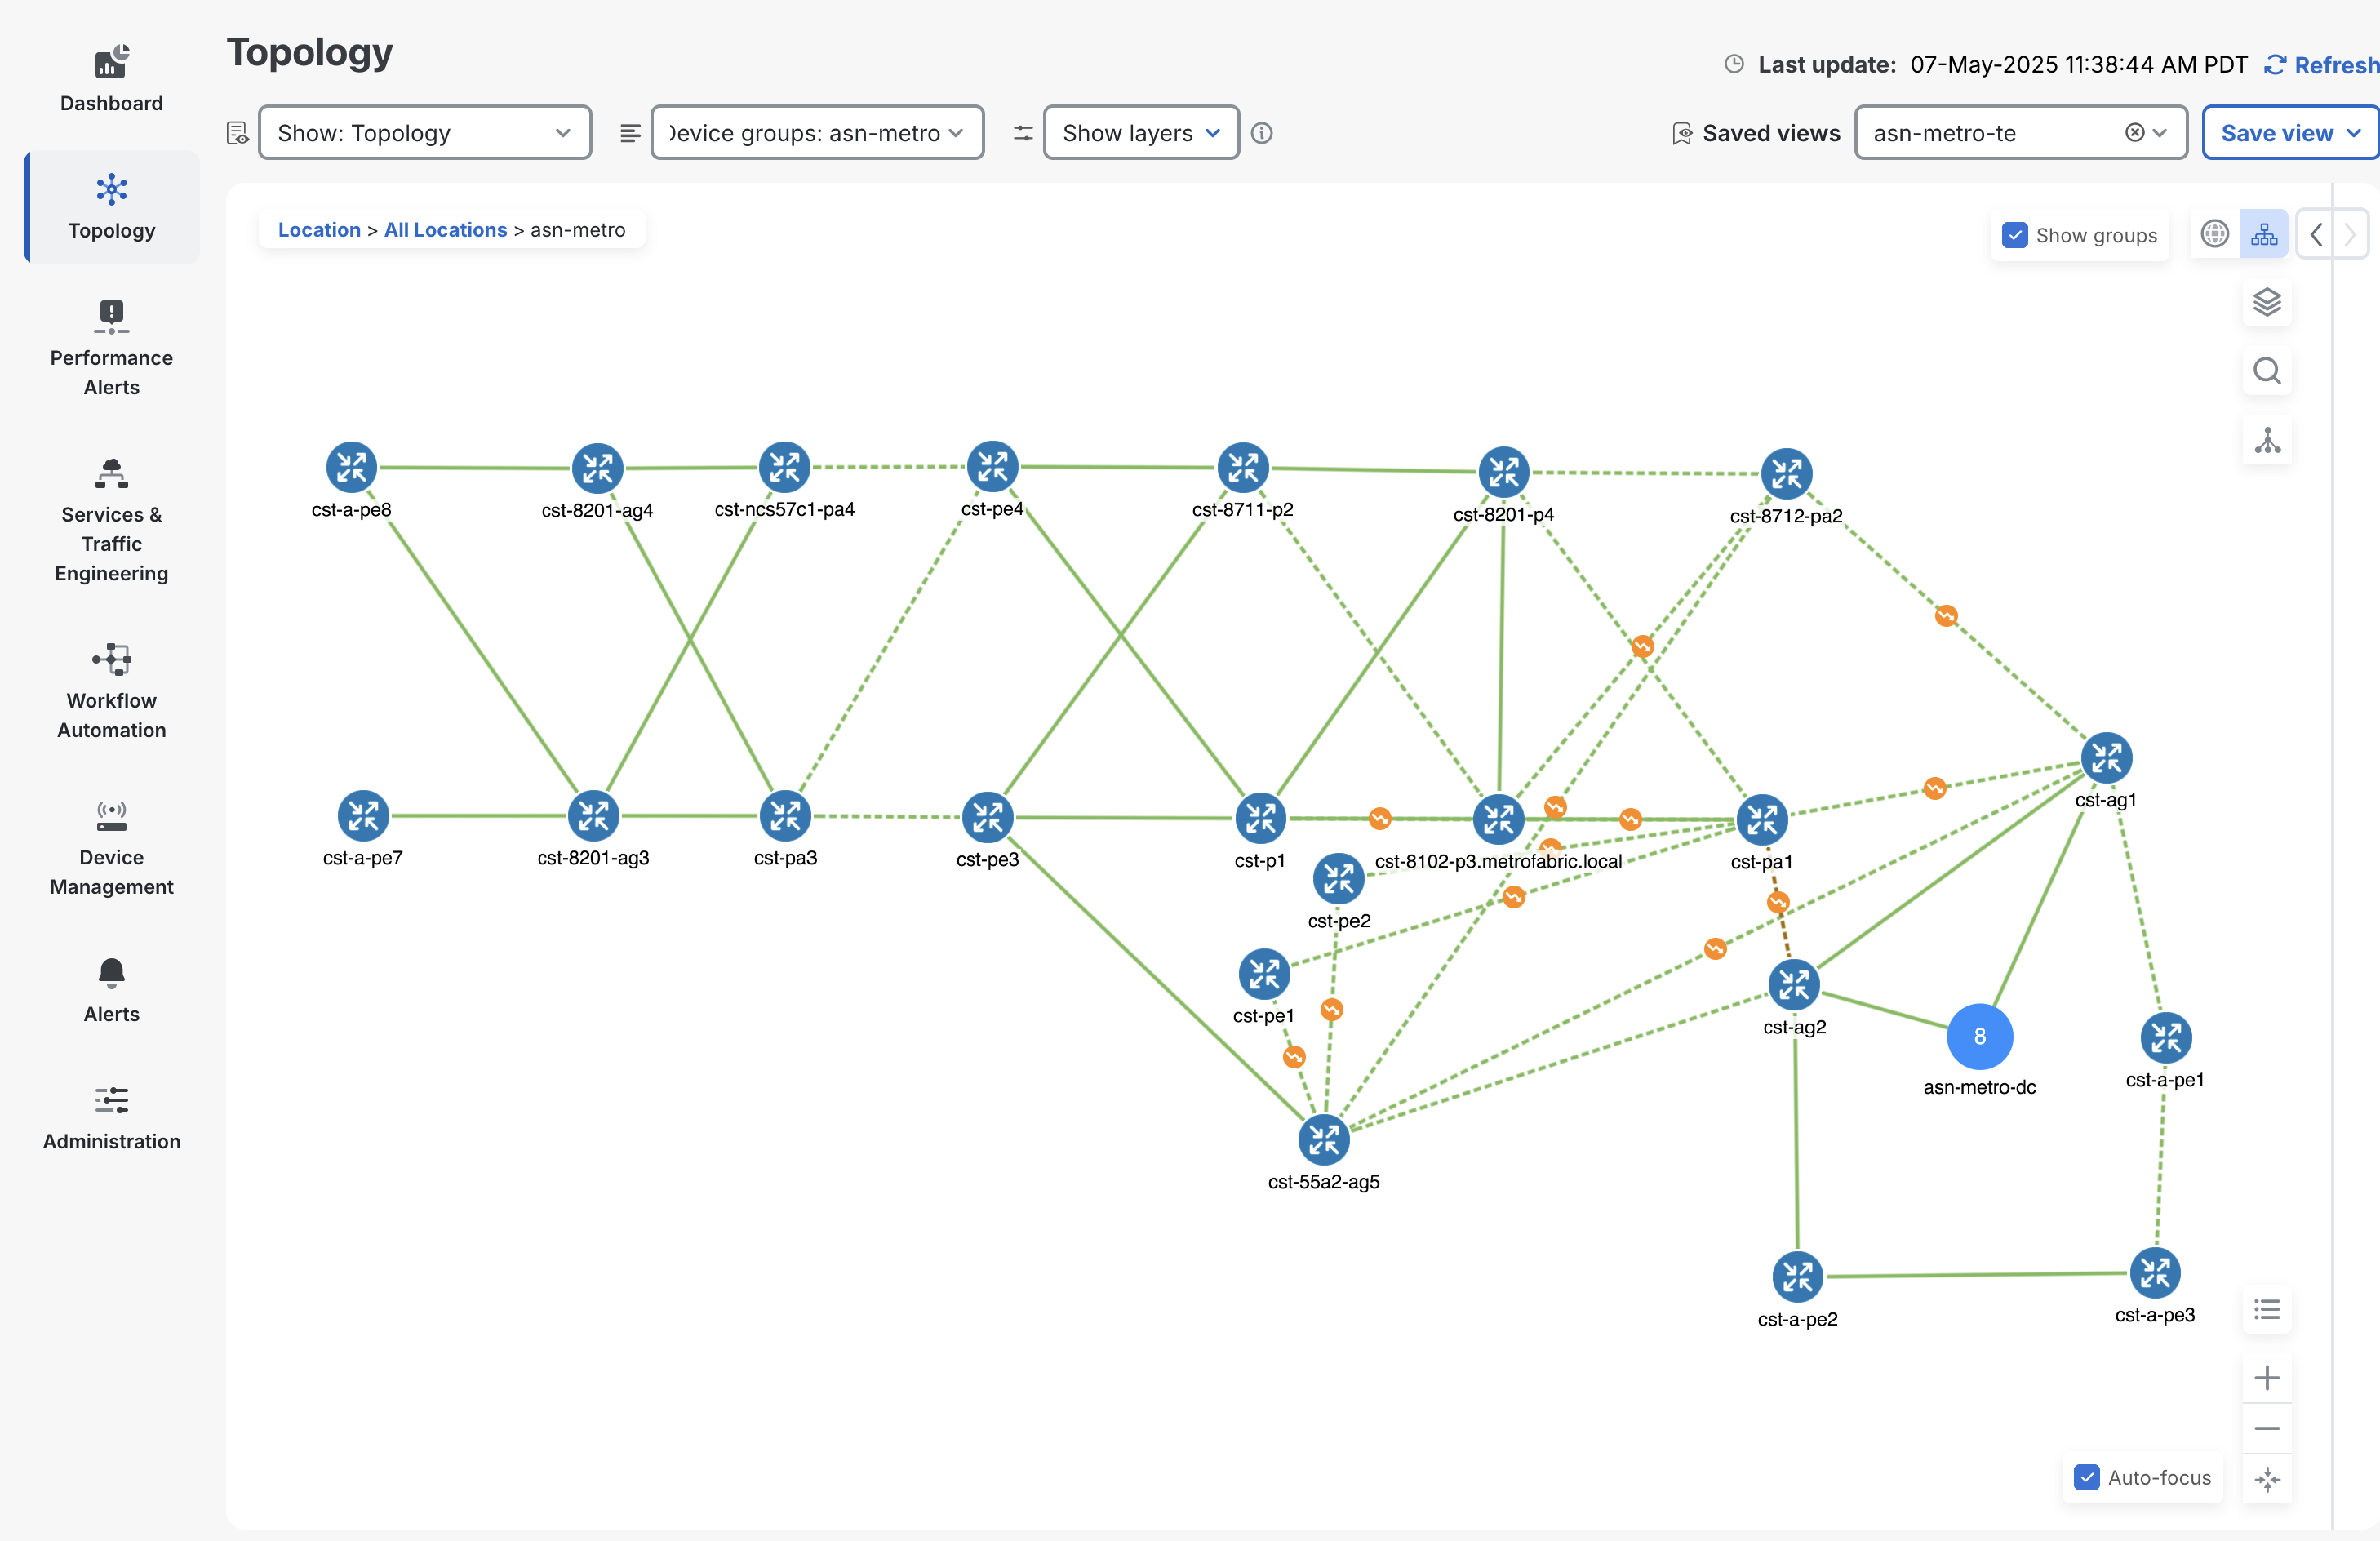 Topology
Last update: 07-May-2025 11:38:44 AM PDT
Refresh
Show: Topology
Device groups: asn-metro
Show layers
Saved views
asn-metro-te
Save view
Dashboard
Topology
Performance
Alerts
Services &
Traffic
Engineering
Workflow
Automation
Device
Management
Alerts
Administration
Location > All Locations > asn-metro
Show groups
cst-a-pe8
cst-8201-ag4
cst-ncs57c1-pa4
cst-pe4
cst-8711-p2
cst-8201-p4
cst-8712-pa2
cst-ag1
cst-a-pe7
cst-8201-ag3
cst-pa3
cst-pe3
cst-p1
cst-8102-p3.metrofabric.local
cst-pa1
cst-pe2
cst-pe1
cst-ag2
8
asn-metro-dc
cst-a-pe1
cst-55a2-ag5
cst-a-pe2
cst-a-pe3
Auto-focus